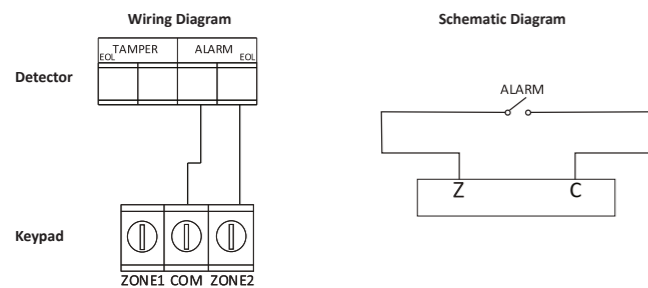 Wiring Diagram
Schematic Diagram
TAMPER ALARM
EOL EOL
Detector
ALARM
Z C
Keypad
ZONE1 COM ZONE2